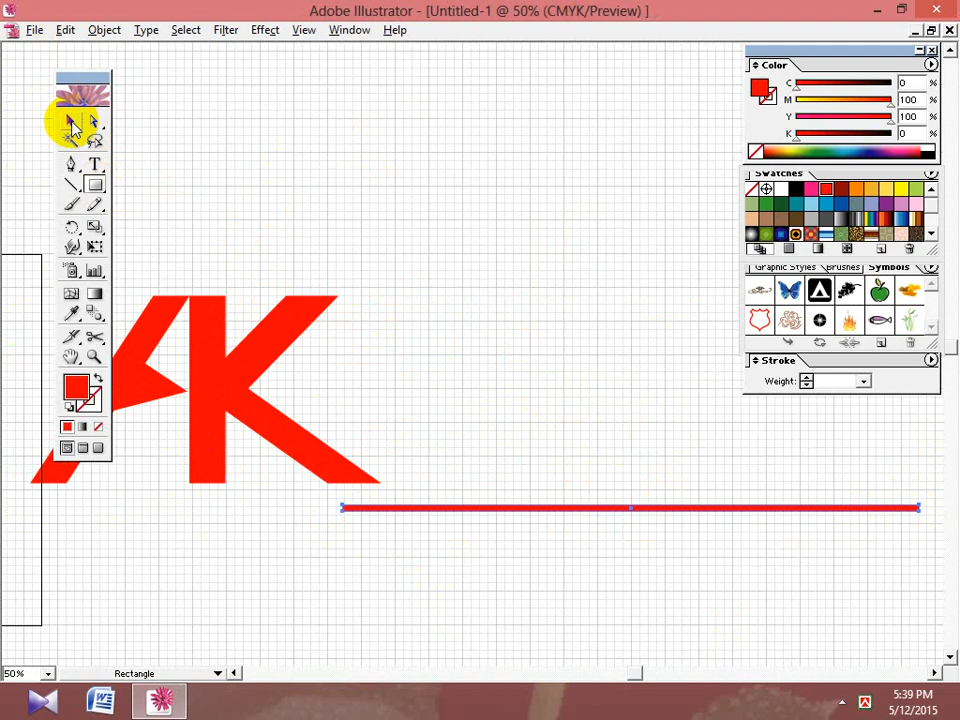 Adobe Illustrator - [Untitled-1 @ 50% (CMYK/Preview) ]
File Edit Object Type Select Filter Effect View Window Help
Color
C 0 %
M 100 %
Y 100 %
K 0 %
Swatches
T
Graphic Styles Brushes Symbols
Stroke
Weight:
K
50% Rectangle
W
5:39 PM
5/12/2015